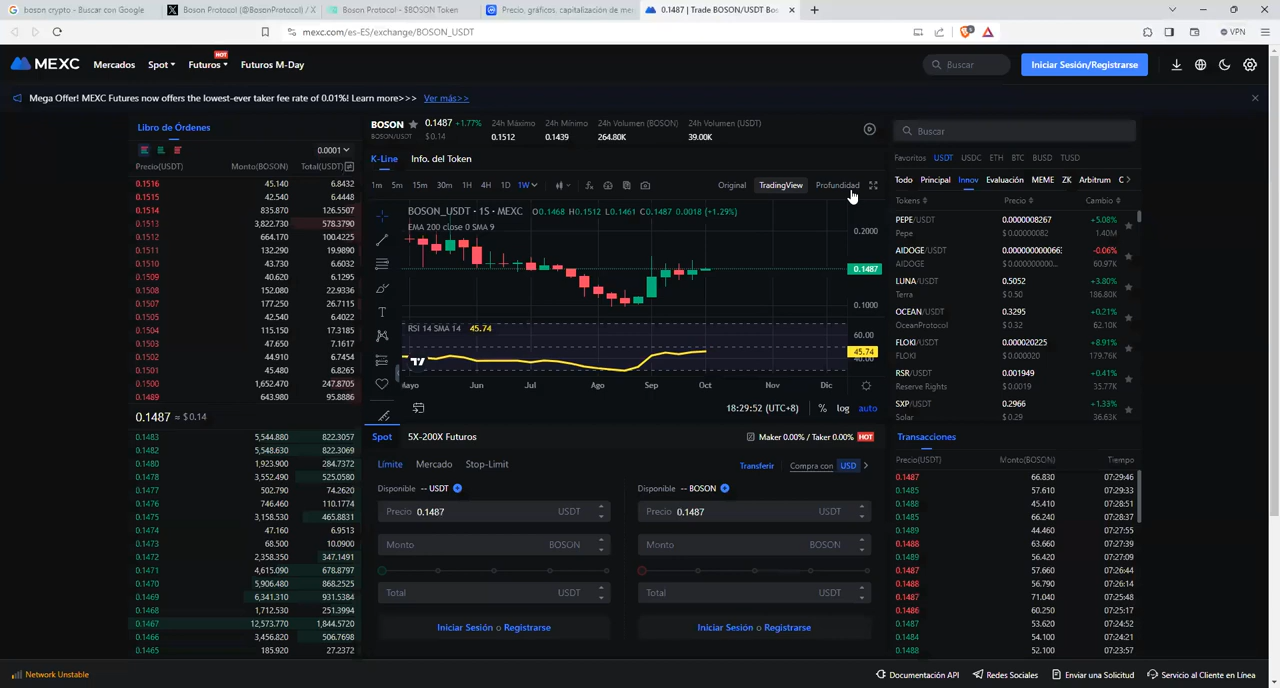 boson crypto - Buscar con Google
Boson Protocol (@BosonProtocol) / X
Boson Protocol - $BOSON Token
Precio, gráficos, capitalización de me
0.1487 | Trade BOSON/USDT Bos
mexc.com/es-ES/exchange/BOSON_USDT
VPN
MEXC
Mercados
Spot
Futuros
HOT
Futuros M-Day
Buscar
Iniciar Sesión/Registrarse
Mega Offer! MEXC Futures now offers the lowest-ever taker fee rate of 0.01%! Learn more>>>
Ver más>>
Libro de Órdenes
0.0001
Precio(USDT) Monto(BOSON) Total(USDT)
0.1516 45.140 6.8432
0.1515 42.540 6.4448
0.1514 835.870 126.5507
0.1513 3,822.730 578.3790
0.1512 664.170 100.4225
0.1511 132.290 19.9890
0.1510 43.730 6.6032
0.1509 40.620 6.1295
0.1508 152.080 22.9336
0.1507 177.250 26.7115
0.1505 42.540 6.4022
0.1504 115.150 17.3185
0.1503 47.650 7.1617
0.1502 44.910 6.7454
0.1501 45.480 6.8265
0.1500 1,652.470 247.8705
0.1489 643.980 95.8886
0.1487 ≈ $0.14
0.1483 5,544.880 822.3057
0.1482 5,548.630 822.3069
0.1480 1,923.900 284.7372
0.1479 3,552.490 525.0580
0.1477 502.790 74.2620
0.1476 746.460 110.1774
0.1475 3,158.530 465.8831
0.1474 47.160 6.9513
0.1473 68.500 10.0900
0.1472 2,358.350 347.1491
0.1471 4,615.090 678.8797
0.1470 5,906.480 868.2525
0.1469 6,341.310 931.5384
0.1468 1,712.530 251.3994
0.1467 12,573.770 1,844.5720
0.1466 3,456.820 506.7698
0.1465 185.920 27.2372
BOSON 0.1487 +1.77%
BOSON/USDT $ 0.14
24h Máximo 24h Mínimo 24h Volumen (BOSON) 24h Volumen (USDT)
0.1512 0.1439 264.80K 39.00K
K-Line Info. del Token
1m 5m 15m 30m 1H 4H 1D 1W
Original TradingView Profundidad
BOSON_USDT · 1S · MEXC O0.1468 H0.1512 L0.1461 C0.1487 0.0018 (+1.29%)
EMA 200 close 0 SMA 9
0.2000
0.1487
0.1000
RSI 14 SMA 14 45.74
60.00
45.74
40.00
Mayo Jun Jul Ago Sep Oct Nov Dic
18:29:52 (UTC+8) % log auto
Spot 5X-200X Futuros
Maker 0.00% / Taker 0.00% HOT
Límite Mercado Stop-Limit
Transferir Compra con USD
Disponible -- USDT
Precio 0.1487 USDT
Monto BOSON
Total USDT
Iniciar Sesión o Registrarse
Disponible -- BOSON
Precio 0.1487 USDT
Monto BOSON
Total USDT
Iniciar Sesión o Registrarse
Buscar
Favoritos USDT USDC ETH BTC BUSD TUSD
Todo Principal Innov Evaluación MEME ZK Arbitrum C
Tokens Precio Cambio
PEPE/USDT 0.0000008267 +5.08%
Pepe $ 0.00000082 1.40M
AIDOGE/USDT -0.06%
AIDOGE $ 0.000000000... 60.97K
LUNA/USDT 0.5052 +3.80%
Terra $ 0.50 186.80K
OCEAN/USDT 0.3295 +0.21%
OceanProtocol $ 0.32 62.10K
FLOKI/USDT 0.000020225 +8.91%
FLOKI $ 0.000020 179.76K
RSR/USDT 0.001949 +0.41%
Reserve Rights $ 0.0019 35.77K
SXP/USDT 0.2966 +1.33%
Solar $ 0.29 36.63K
Transacciones
Precio(USDT) Monto(BOSON) Tiempo
0.1487 66.830 07:29:46
0.1485 57.610 07:29:33
0.1488 45.410 07:28:51
0.1485 66.240 07:28:37
0.1489 44.460 07:27:55
0.1488 63.660 07:27:39
0.1489 56.420 07:27:09
0.1487 57.660 07:26:44
0.1488 56.790 07:26:14
0.1487 71.040 07:25:48
0.1486 60.250 07:25:17
0.1487 53.620 07:24:52
0.1484 54.100 07:24:21
0.1488 52.100 07:23:57
Network Unstable
Documentación API
Redes Sociales
Enviar una Solicitud
Servicio al Cliente en Línea